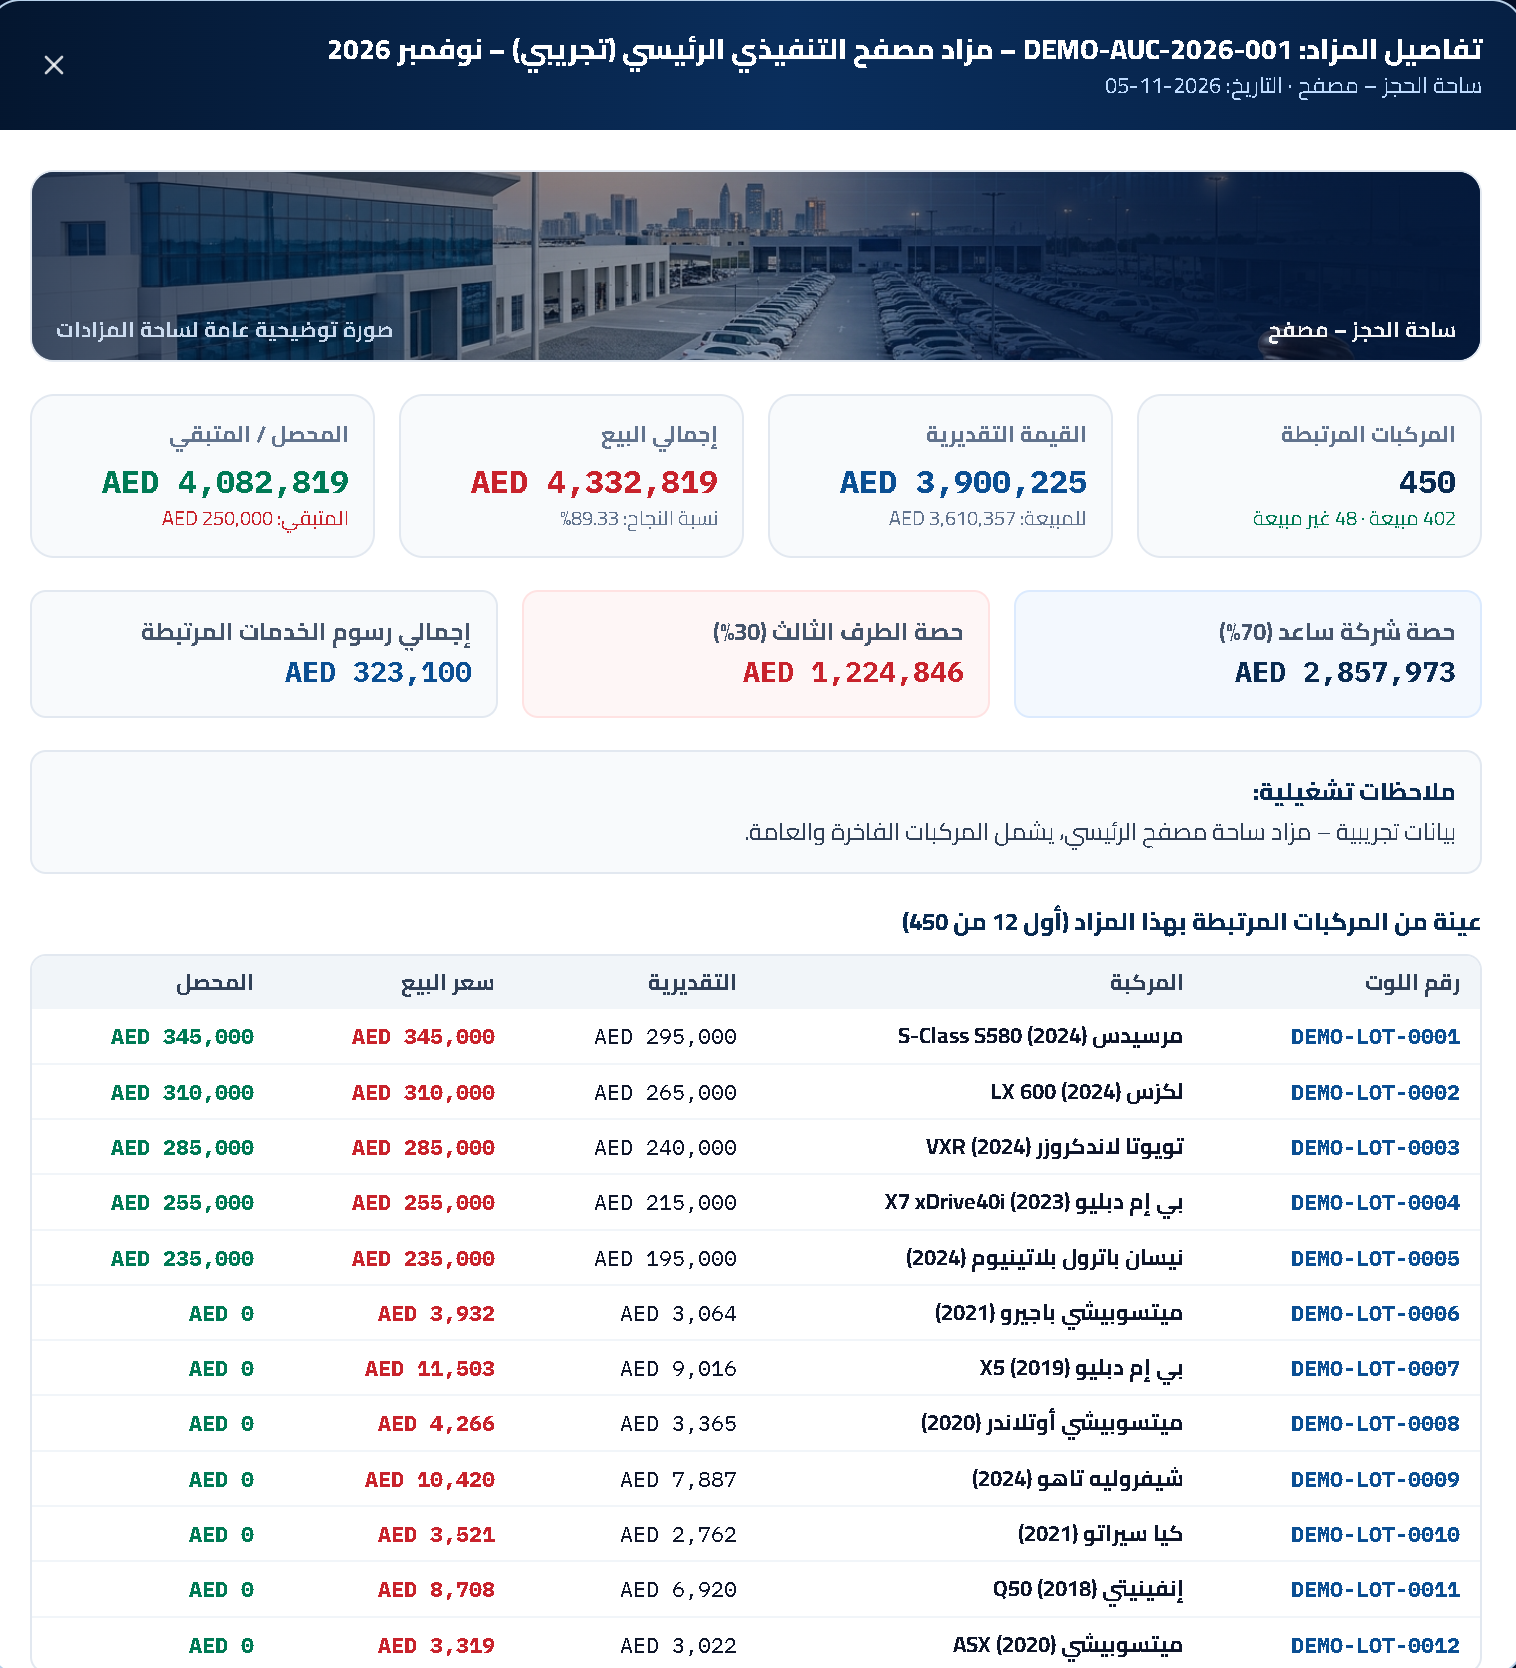 تفاصيل المزاد: DEMO-AUC-2026-001 – مزاد مصفح التنفيذي الرئيسي (تجريبي) – نوفمبر 2026
ساحة الحجز – مصفح · التاريخ: 2026-11-05
ساحة الحجز – مصفح
صورة توضيحية عامة لساحة المزادات
المركبات المرتبطة
450
402 مبيعة · 48 غير مبيعة
القيمة التقديرية
AED 3,900,225
للمبيعة: AED 3,610,357
إجمالي البيع
AED 4,332,819
نسبة النجاح: 89.33%
المحصل / المتبقي
AED 4,082,819
المتبقي: AED 250,000
حصة شركة ساعد (70%)
AED 2,857,973
حصة الطرف الثالث (30%)
AED 1,224,846
إجمالي رسوم الخدمات المرتبطة
AED 323,100
ملاحظات تشغيلية:
بيانات تجريبية – مزاد ساحة مصفح الرئيسي، يشمل المركبات الفاخرة والعامة.
عينة من المركبات المرتبطة بهذا المزاد (أول 12 من 450)
رقم اللوت المركبة التقديرية سعر البيع المحصل
DEMO-LOT-0001 مرسيدس S-Class S580 (2024) AED 295,000 AED 345,000 AED 345,000
DEMO-LOT-0002 لكزس LX 600 (2024) AED 265,000 AED 310,000 AED 310,000
DEMO-LOT-0003 تويوتا لاندكروزر VXR (2024) AED 240,000 AED 285,000 AED 285,000
DEMO-LOT-0004 بي إم دبليو X7 xDrive40i (2023) AED 215,000 AED 255,000 AED 255,000
DEMO-LOT-0005 نيسان باترول بلاتينيوم (2024) AED 195,000 AED 235,000 AED 235,000
DEMO-LOT-0006 ميتسوبيشي باجيرو (2021) AED 3,064 AED 3,932 AED 0
DEMO-LOT-0007 بي إم دبليو X5 (2019) AED 9,016 AED 11,503 AED 0
DEMO-LOT-0008 ميتسوبيشي أوتلاندر (2020) AED 3,365 AED 4,266 AED 0
DEMO-LOT-0009 شيفروليه تاهو (2024) AED 7,887 AED 10,420 AED 0
DEMO-LOT-0010 كيا سيراتو (2021) AED 2,762 AED 3,521 AED 0
DEMO-LOT-0011 إنفينيتي Q50 (2018) AED 6,920 AED 8,708 AED 0
DEMO-LOT-0012 ميتسوبيشي ASX (2020) AED 3,022 AED 3,319 AED 0